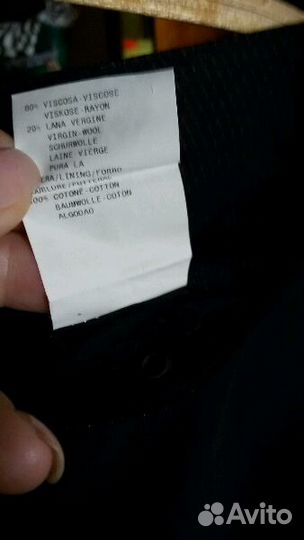 80% VISCOSA-VISCOSE
VISKOSE-RAYON
20% LANA VERGINE
VIRGIN-WOOL
SCHURWOLLE
LAINE VIERGE
PURA LA
LINING/FORRO
100% COTONE-COTTON
BAUMWOLLE-COTON
ALGODAO
Avito